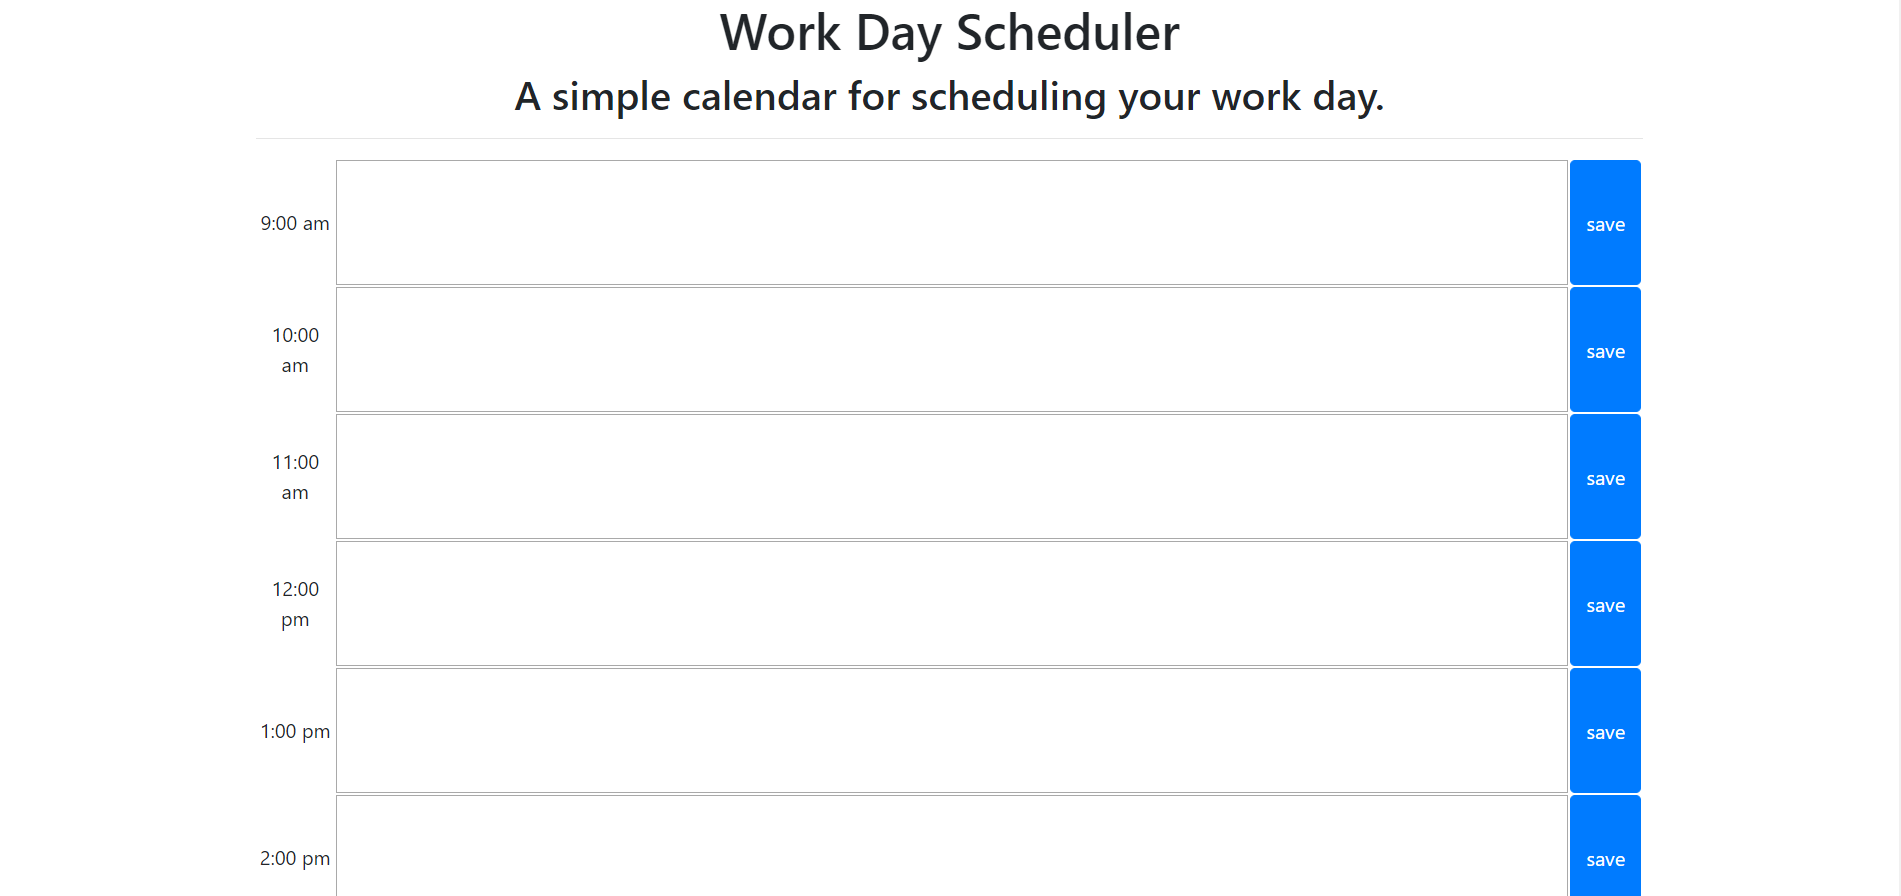 Work Day Scheduler
A simple calendar for scheduling your work day.
9:00 am
save
10:00
am
save
11:00
am
save
12:00
pm
save
1:00 pm
save
2:00 pm
save